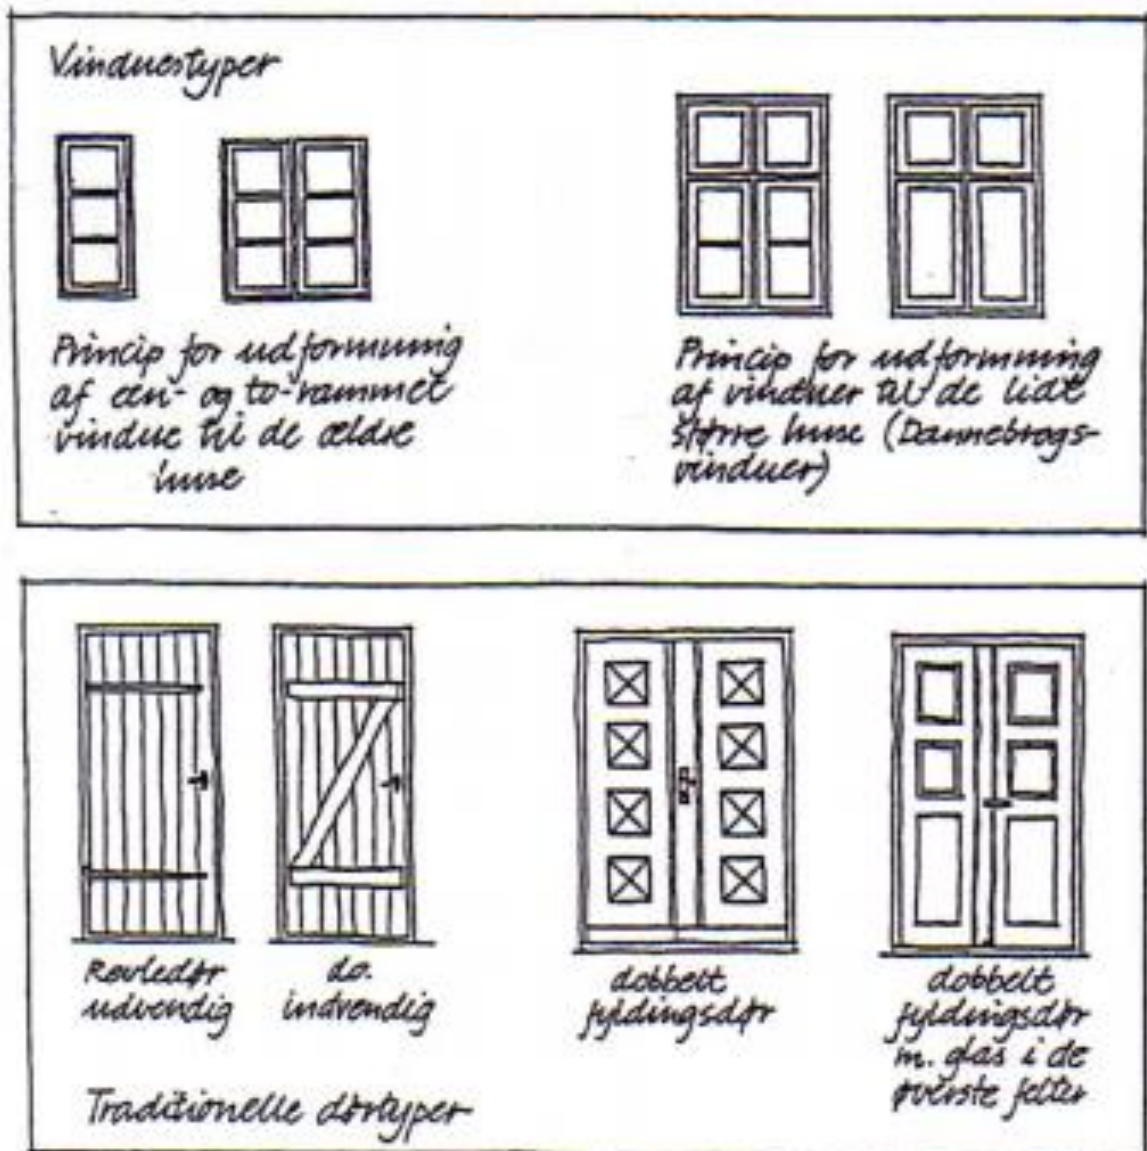 Vinduestyper
Princip for udformning
af een- og to-rammet
vindue til de ældre
huse
Princip for udformning
af vinduer til de lidt
større huse (Dannebrogs-
vinduer)
Revledør
udvendig
do.
indvendig
dobbelt
fyldingsdør
dobbelt
fyldingsdør
m. glas i de
øverste felter
Traditionelle dørtyper